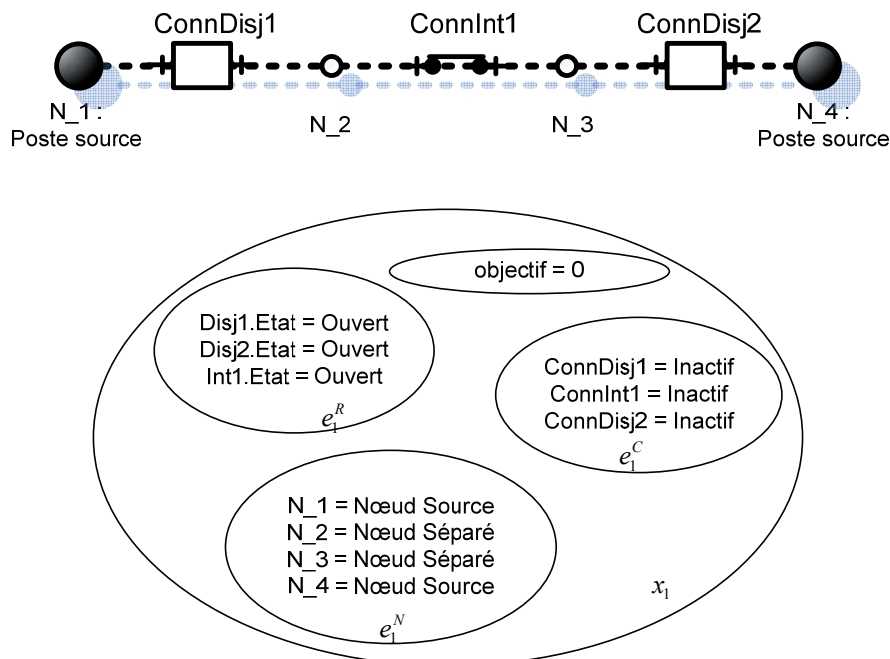 ConnDisj1 ConnInt1 ConnDisj2
N_1 : N_2 N_3 N_4 :
Poste source Poste source
objectif = 0
Disj1.Etat = Ouvert
Disj2.Etat = Ouvert
Int1.Etat = Ouvert
e₁ᴿ
ConnDisj1 = Inactif
ConnInt1 = Inactif
ConnDisj2 = Inactif
e₁ᶜ
N_1 = Nœud Source
N_2 = Nœud Séparé
N_3 = Nœud Séparé
N_4 = Nœud Source
e₁ᴺ
x₁